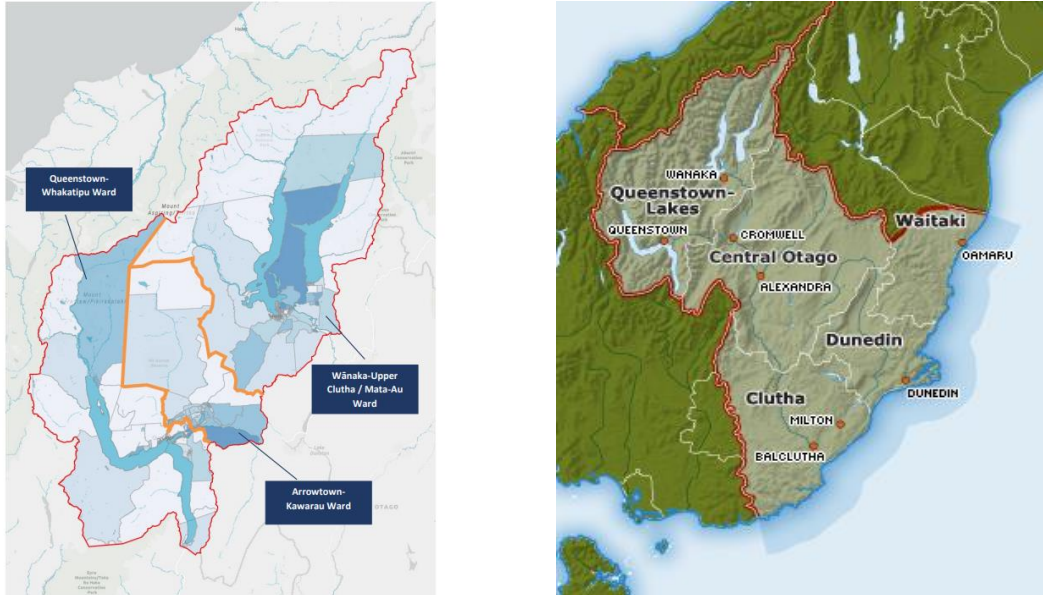 Queenstown-
Whakatipu Ward
Wānaka-Upper
Clutha / Mata-Au
Ward
Arrowtown-
Kawarau Ward
OTAGO
WANAKA
Queenstown-
Lakes
QUEENSTOWN
CROMWELL
Central Otago
ALEXANDRA
Waitaki
OAMARU
Dunedin
DUNEDIN
Clutha
MILTON
BALCLUTHA